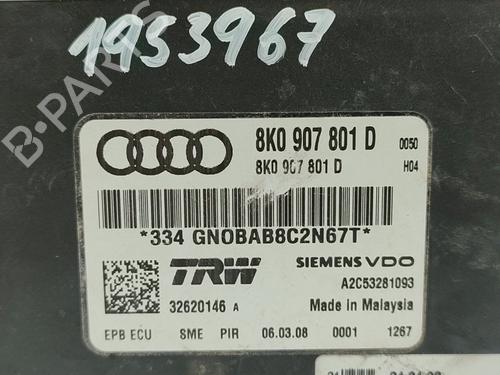 1953967
8K0 907 801 D 0050
8K0 907 801 D H04
*334 GNOBAB8C2N67T*
TRW SIEMENS VDO
32620146 A A2C53281093
Made in Malaysia
EPB ECU SME PIR 06.03.08 0001 1267
B-PARTS